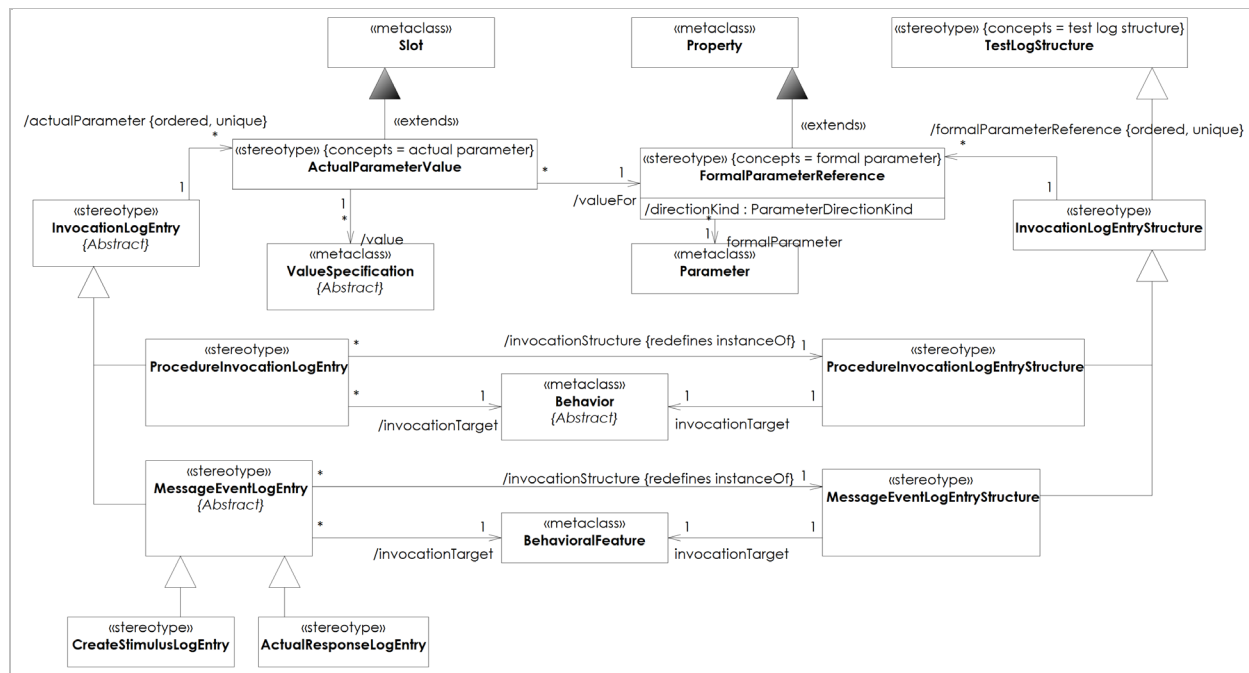 «metaclass»
Slot
«metaclass»
Property
«stereotype» {concepts = test log structure}
TestLogStructure
/actualParameter {ordered, unique}
*
«extends»
«extends»
/formalParameterReference {ordered, unique}
*
1
«stereotype» {concepts = actual parameter}
ActualParameterValue
*
1
/valueFor
«stereotype» {concepts = formal parameter}
FormalParameterReference
/directionKind : ParameterDirectionKind
1
«stereotype»
InvocationLogEntry
{Abstract}
1
*
/value
*
1
formalParameter
«stereotype»
InvocationLogEntryStructure
«metaclass»
ValueSpecification
{Abstract}
«metaclass»
Parameter
«stereotype»
ProcedureInvocationLogEntry
*
/invocationStructure {redefines instanceOf}
1
«stereotype»
ProcedureInvocationLogEntryStructure
*
1
/invocationTarget
«metaclass»
Behavior
{Abstract}
1
1
invocationTarget
«stereotype»
MessageEventLogEntry
{Abstract}
*
/invocationStructure {redefines instanceOf}
1
«stereotype»
MessageEventLogEntryStructure
*
1
/invocationTarget
«metaclass»
BehavioralFeature
1
1
invocationTarget
«stereotype»
CreateStimulusLogEntry
«stereotype»
ActualResponseLogEntry